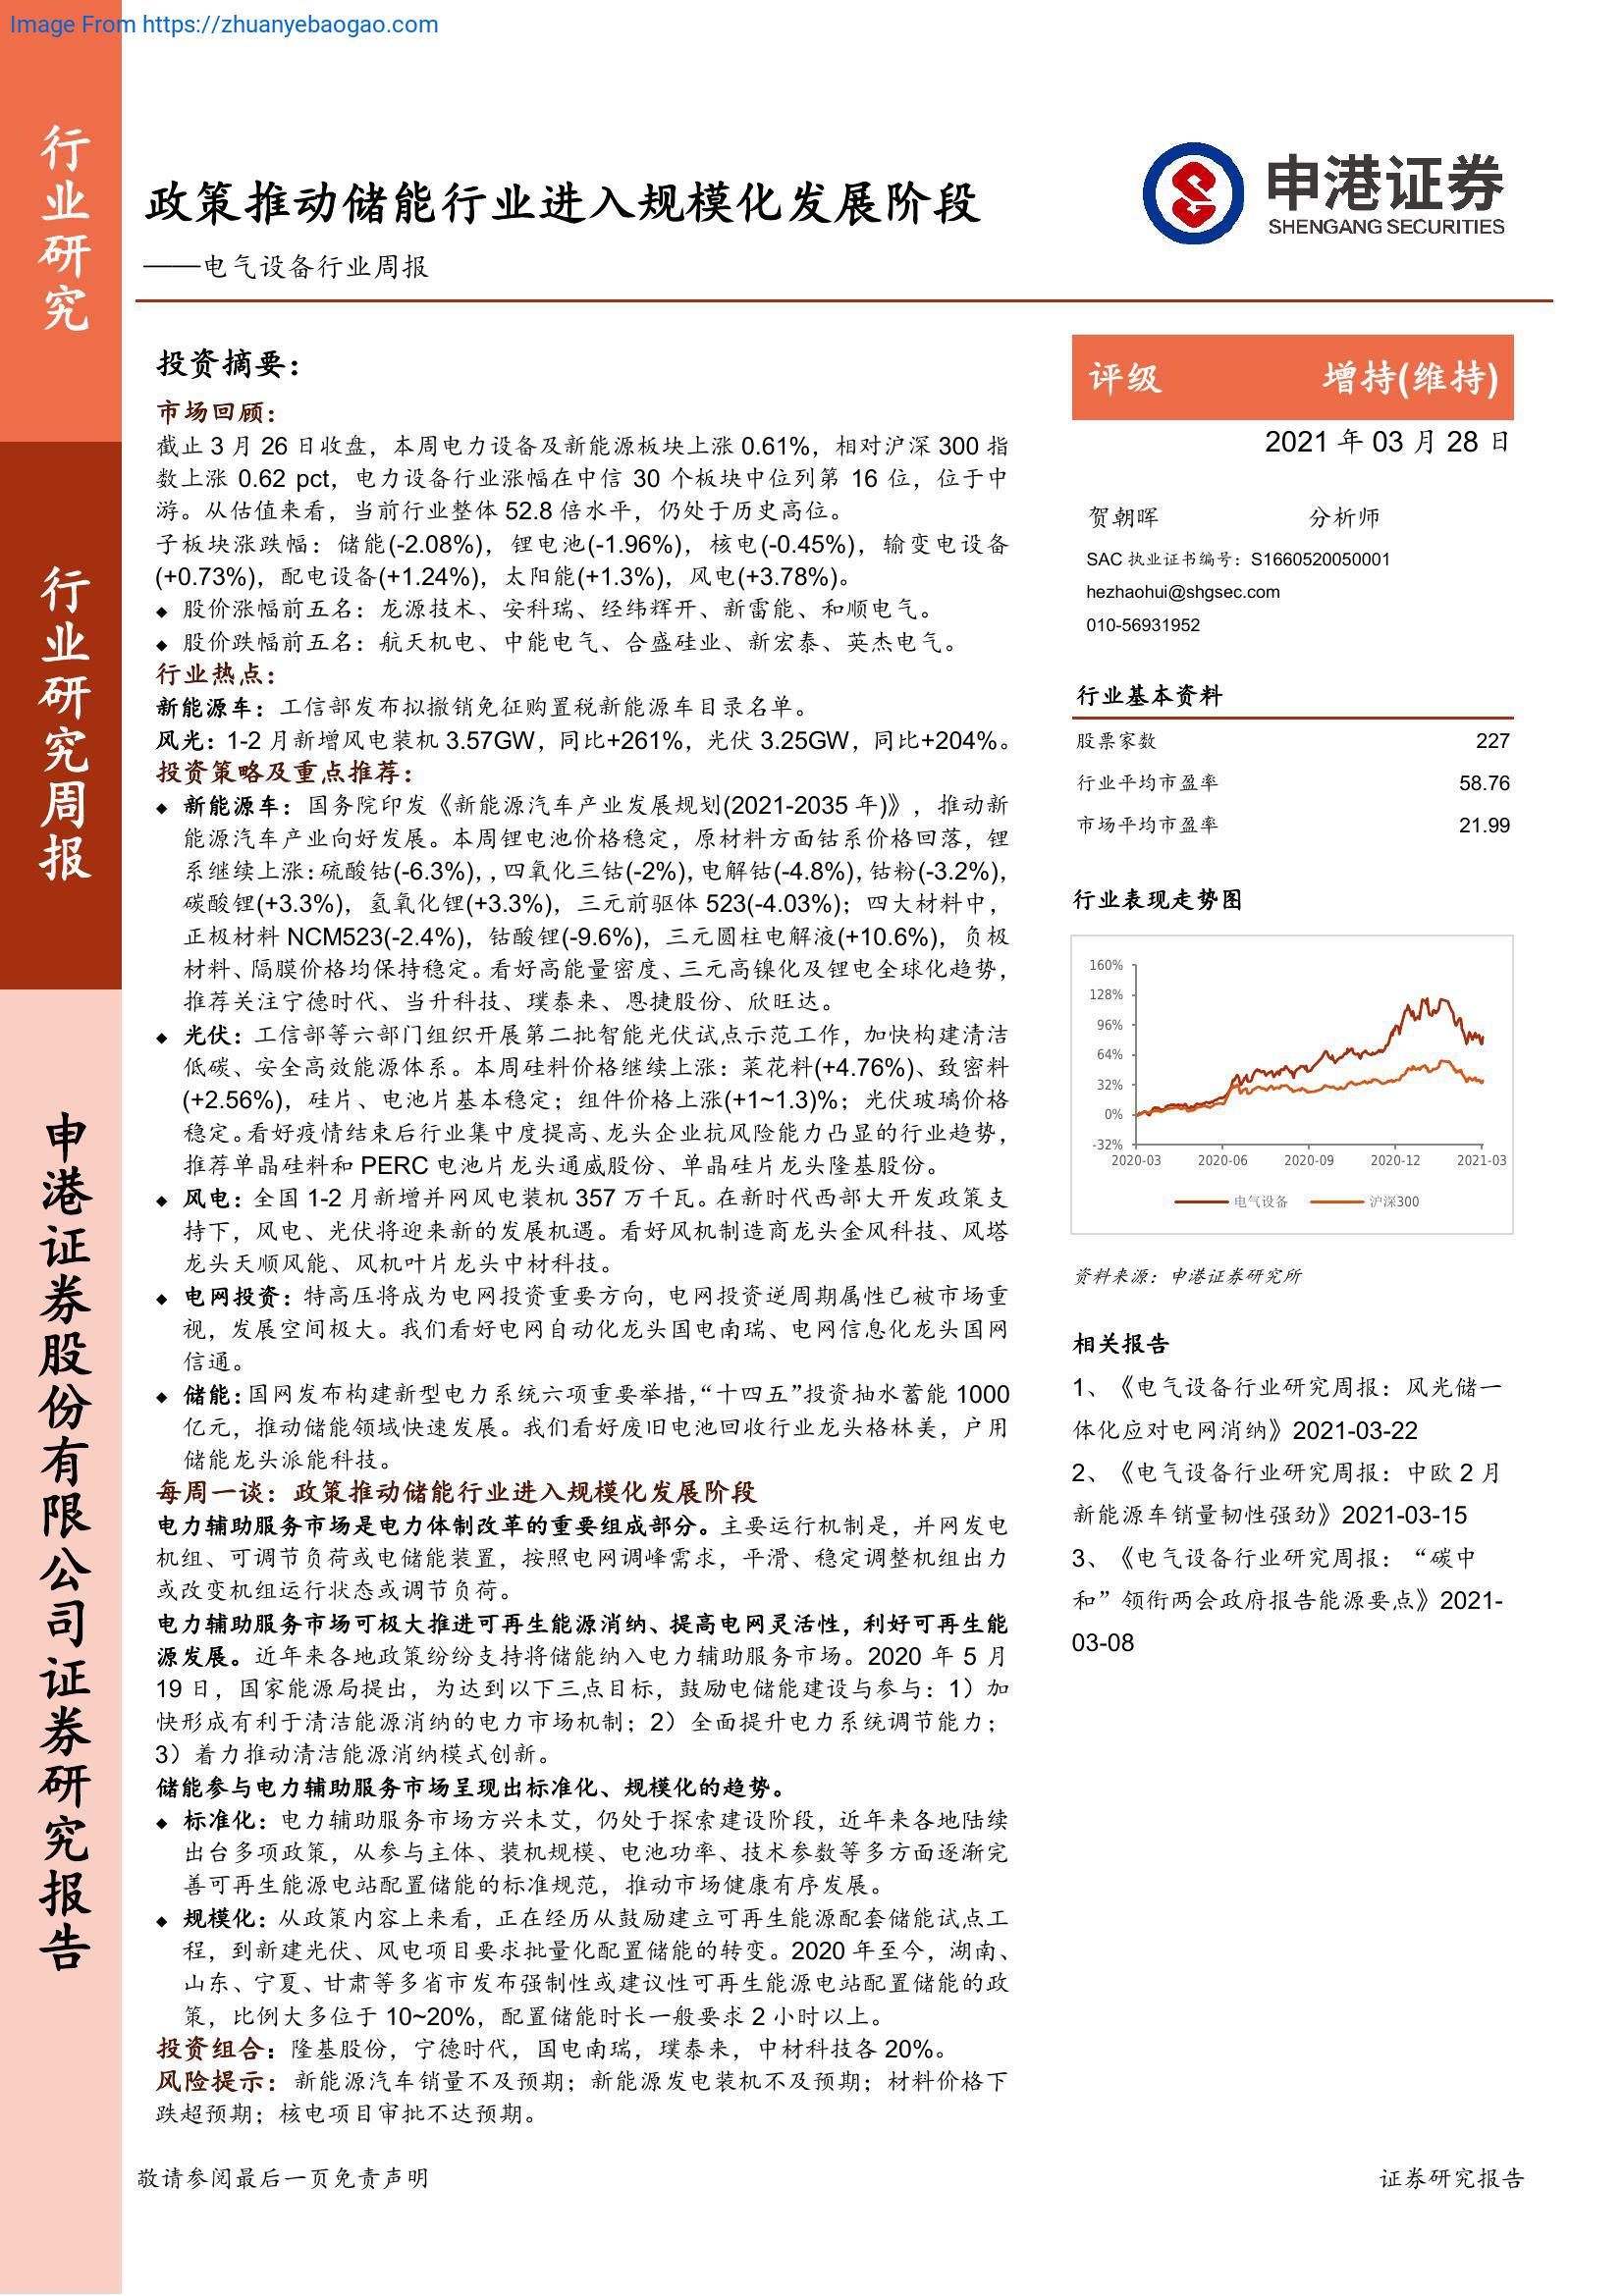 Image From https://zhuanyebaogao.com
行业研究
行业研究周报
申港证券股份有限公司证券研究报告
政策推动储能行业进入规模化发展阶段
——电气设备行业周报
申港证券
SHENGANG SECURITIES
投资摘要：
市场回顾：
截止 3 月 26 日收盘，本周电力设备及新能源板块上涨 0.61%，相对沪深 300 指
数上涨 0.62 pct，电力设备行业涨幅在中信 30 个板块中位列第 16 位，位于中
游。从估值来看，当前行业整体 52.8 倍水平，仍处于历史高位。
子板块涨跌幅：储能(-2.08%)，锂电池(-1.96%)，核电(-0.45%)，输变电设备
(+0.73%)，配电设备(+1.24%)，太阳能(+1.3%)，风电(+3.78%)。
◆ 股价涨幅前五名：龙源技术、安科瑞、经纬辉开、新雷能、和顺电气。
◆ 股价跌幅前五名：航天机电、中能电气、合盛硅业、新宏泰、英杰电气。
行业热点：
新能源车：工信部发布拟撤销免征购置税新能源车目录名单。
风光：1-2 月新增风电装机 3.57GW，同比+261%，光伏 3.25GW，同比+204%。
投资策略及重点推荐：
◆ 新能源车：国务院印发《新能源汽车产业发展规划(2021-2035 年)》，推动新
能源汽车产业向好发展。本周锂电池价格稳定，原材料方面钴系价格回落，锂
系继续上涨：硫酸钴(-6.3%)，，四氧化三钴(-2%)，电解钴(-4.8%)，钴粉(-3.2%)，
碳酸锂(+3.3%)，氢氧化锂(+3.3%)，三元前驱体 523(-4.03%)；四大材料中，
正极材料 NCM523(-2.4%)，钴酸锂(-9.6%)，三元圆柱电解液(+10.6%)，负极
材料、隔膜价格均保持稳定。看好高能量密度、三元高镍化及锂电全球化趋势，
推荐关注宁德时代、当升科技、璞泰来、恩捷股份、欣旺达。
◆ 光伏：工信部等六部门组织开展第二批智能光伏试点示范工作，加快构建清洁
低碳、安全高效能源体系。本周硅料价格继续上涨：菜花料(+4.76%)、致密料
(+2.56%)，硅片、电池片基本稳定；组件价格上涨(+1~1.3)%；光伏玻璃价格
稳定。看好疫情结束后行业集中度提高、龙头企业抗风险能力凸显的行业趋势，
推荐单晶硅料和 PERC 电池片龙头通威股份、单晶硅片龙头隆基股份。
◆ 风电：全国 1-2 月新增并网风电装机 357 万千瓦。在新时代西部大开发政策支
持下，风电、光伏将迎来新的发展机遇。看好风机制造商龙头金风科技、风塔
龙头天顺风能、风机叶片龙头中材科技。
◆ 电网投资：特高压将成为电网投资重要方向，电网投资逆周期属性已被市场重
视，发展空间极大。我们看好电网自动化龙头国电南瑞、电网信息化龙头国网
信通。
◆ 储能：国网发布构建新型电力系统六项重要举措，“十四五”投资抽水蓄能 1000
亿元，推动储能领域快速发展。我们看好废旧电池回收行业龙头格林美，户用
储能龙头派能科技。
每周一谈：政策推动储能行业进入规模化发展阶段
电力辅助服务市场是电力体制改革的重要组成部分。主要运行机制是，并网发电
机组、可调节负荷或电储能装置，按照电网调峰需求，平滑、稳定调整机组出力
或改变机组运行状态或调节负荷。
电力辅助服务市场可极大推进可再生能源消纳、提高电网灵活性，利好可再生能
源发展。近年来各地政策纷纷支持将储能纳入电力辅助服务市场。2020 年 5 月
19 日，国家能源局提出，为达到以下三点目标，鼓励电储能建设与参与：1）加
快形成有利于清洁能源消纳的电力市场机制；2）全面提升电力系统调节能力；
3）着力推动清洁能源消纳模式创新。
储能参与电力辅助服务市场呈现出标准化、规模化的趋势。
◆ 标准化：电力辅助服务市场方兴未艾，仍处于探索建设阶段，近年来各地陆续
出台多项政策，从参与主体、装机规模、电池功率、技术参数等多方面逐渐完
善可再生能源电站配置储能的标准规范，推动市场健康有序发展。
◆ 规模化：从政策内容上来看，正在经历从鼓励建立可再生能源配套储能试点工
程，到新建光伏、风电项目要求批量化配置储能的转变。2020 年至今，湖南、
山东、宁夏、甘肃等多省市发布强制性或建议性可再生能源电站配置储能的政
策，比例大多位于 10~20%，配置储能时长一般要求 2 小时以上。
投资组合：隆基股份，宁德时代，国电南瑞，璞泰来，中材科技各 20%。
风险提示：新能源汽车销量不及预期；新能源发电装机不及预期；材料价格下
跌超预期；核电项目审批不达预期。
评级 增持(维持)
2021 年 03 月 28 日
贺朝晖 分析师
SAC 执业证书编号：S1660520050001
hezhaohui@shgsec.com
010-56931952
行业基本资料
股票家数 227
行业平均市盈率 58.76
市场平均市盈率 21.99
行业表现走势图
160%
128%
96%
64%
32%
0%
-32%
2020-03 2020-06 2020-09 2020-12 2021-03
电气设备 沪深300
资料来源：申港证券研究所
相关报告
1、《电气设备行业研究周报：风光储一
体化应对电网消纳》2021-03-22
2、《电气设备行业研究周报：中欧 2 月
新能源车销量韧性强劲》2021-03-15
3、《电气设备行业研究周报：“碳中
和”领衔两会政府报告能源要点》2021-
03-08
敬请参阅最后一页免责声明 证券研究报告